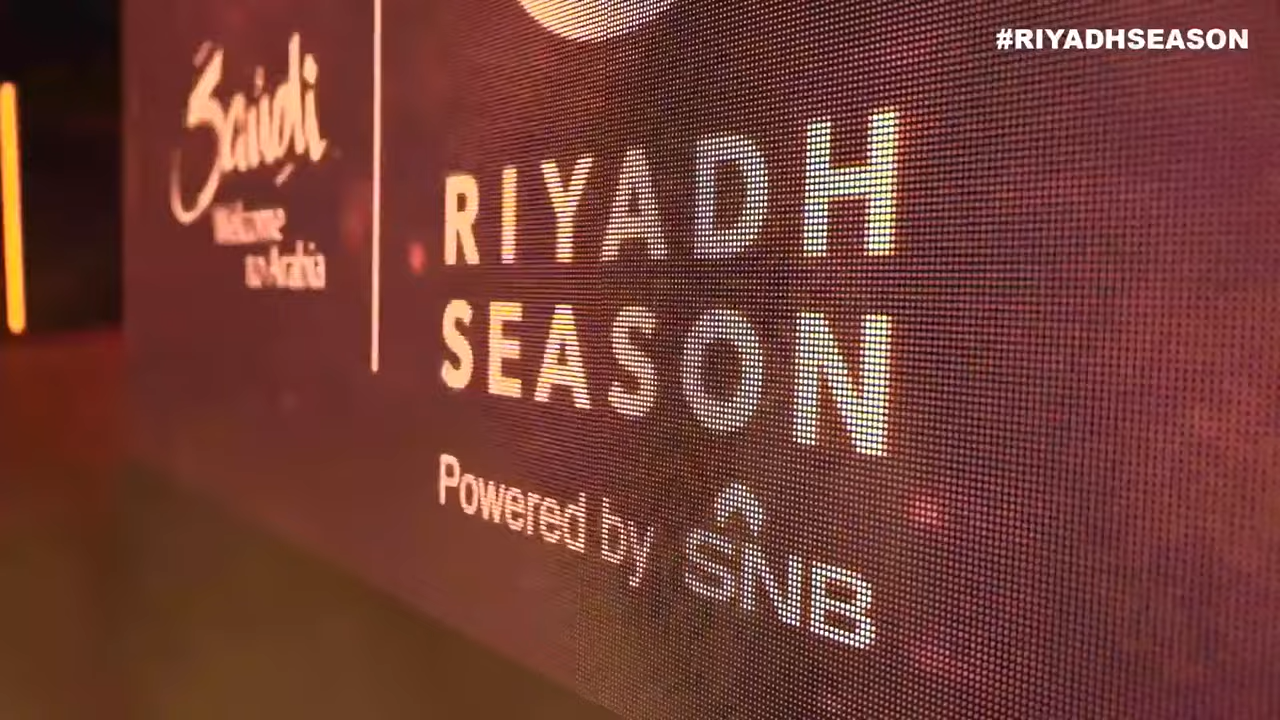 #RIYADHSEASON
Saudi
Welcome
to Arabia
RIYADH
SEASON
Powered by SNB